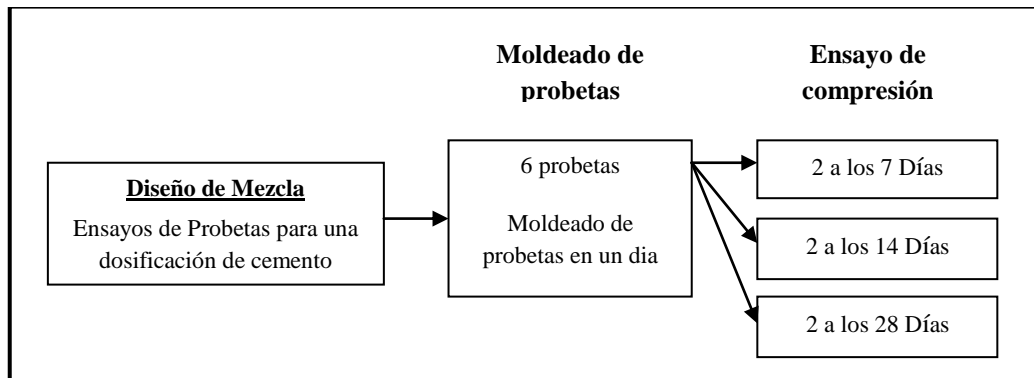 Moldeado de
probetas
Ensayo de
compresión
Diseño de Mezcla
Ensayos de Probetas para una
dosificación de cemento
6 probetas
Moldeado de
probetas en un dia
2 a los 7 Días
2 a los 14 Días
2 a los 28 Días